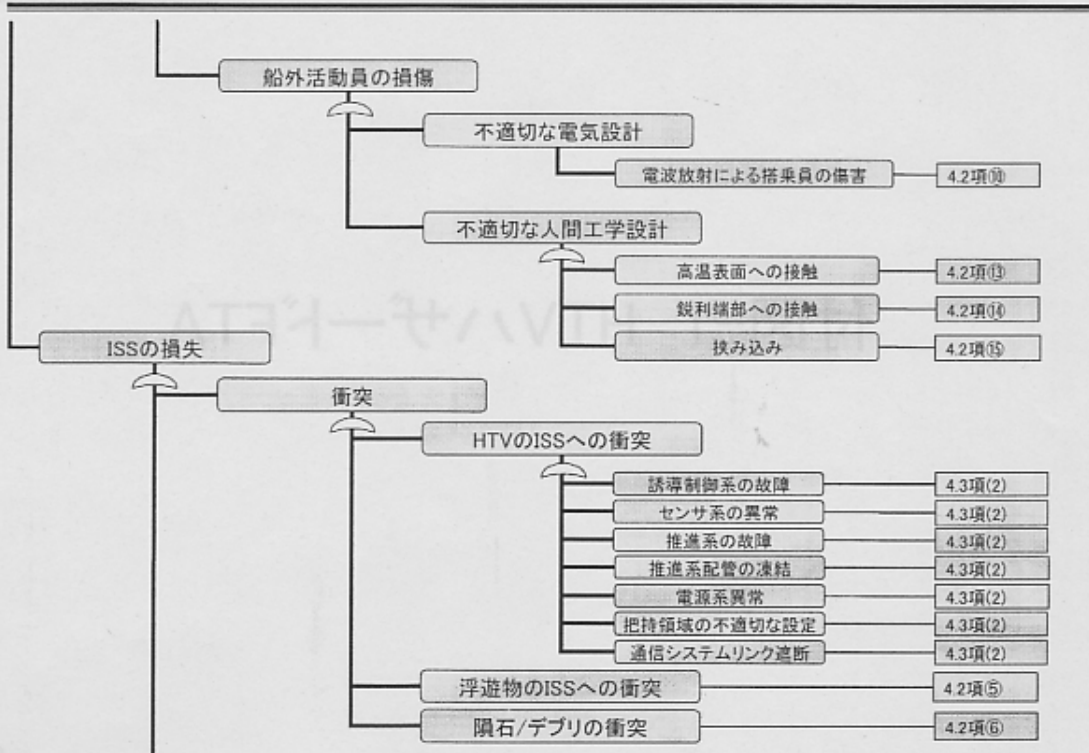 船外活動員の損傷
不適切な電気設計
電波放射による搭乗員の傷害 4.2項⑩
不適切な人間工学設計
高温表面への接触 4.2項⑬
鋭利端部への接触 4.2項⑭
挟み込み 4.2項⑮
ISSの損失
衝突
HTVのISSへの衝突
誘導制御系の故障 4.3項(2)
センサ系の異常 4.3項(2)
推進系の故障 4.3項(2)
推進系配管の凍結 4.3項(2)
電源系異常 4.3項(2)
把持領域の不適切な設定 4.3項(2)
通信システムリンク遮断 4.3項(2)
浮遊物のISSへの衝突 4.2項⑤
隕石/デブリの衝突 4.2項⑥